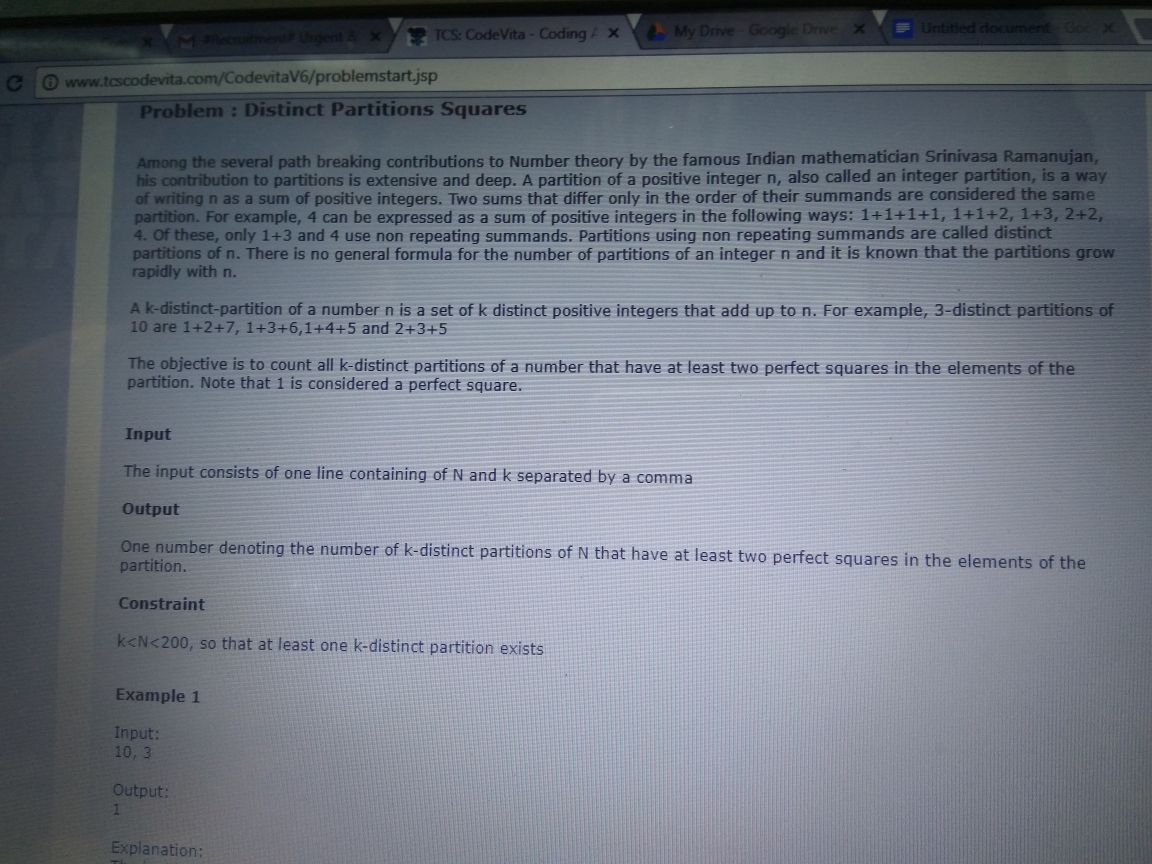 #Recruitment# Urgent &
TCS: CodeVita - Coding
My Drive - Google Drive
Untitled document - Goo
www.tcscodevita.com/CodevitaV6/problemstart.jsp
Problem : Distinct Partitions Squares
Among the several path breaking contributions to Number theory by the famous Indian mathematician Srinivasa Ramanujan,
his contribution to partitions is extensive and deep. A partition of a positive integer n, also called an integer partition, is a way
of writing n as a sum of positive integers. Two sums that differ only in the order of their summands are considered the same
partition. For example, 4 can be expressed as a sum of positive integers in the following ways: 1+1+1+1, 1+1+2, 1+3, 2+2,
4. Of these, only 1+3 and 4 use non repeating summands. Partitions using non repeating summands are called distinct
partitions of n. There is no general formula for the number of partitions of an integer n and it is known that the partitions grow
rapidly with n.
A k-distinct-partition of a number n is a set of k distinct positive integers that add up to n. For example, 3-distinct partitions of
10 are 1+2+7, 1+3+6,1+4+5 and 2+3+5
The objective is to count all k-distinct partitions of a number that have at least two perfect squares in the elements of the
partition. Note that 1 is considered a perfect square.
Input
The input consists of one line containing of N and k separated by a comma
Output
One number denoting the number of k-distinct partitions of N that have at least two perfect squares in the elements of the
partition.
Constraint
k<N<200, so that at least one k-distinct partition exists
Example 1
Input:
10, 3
Output:
1
Explanation: